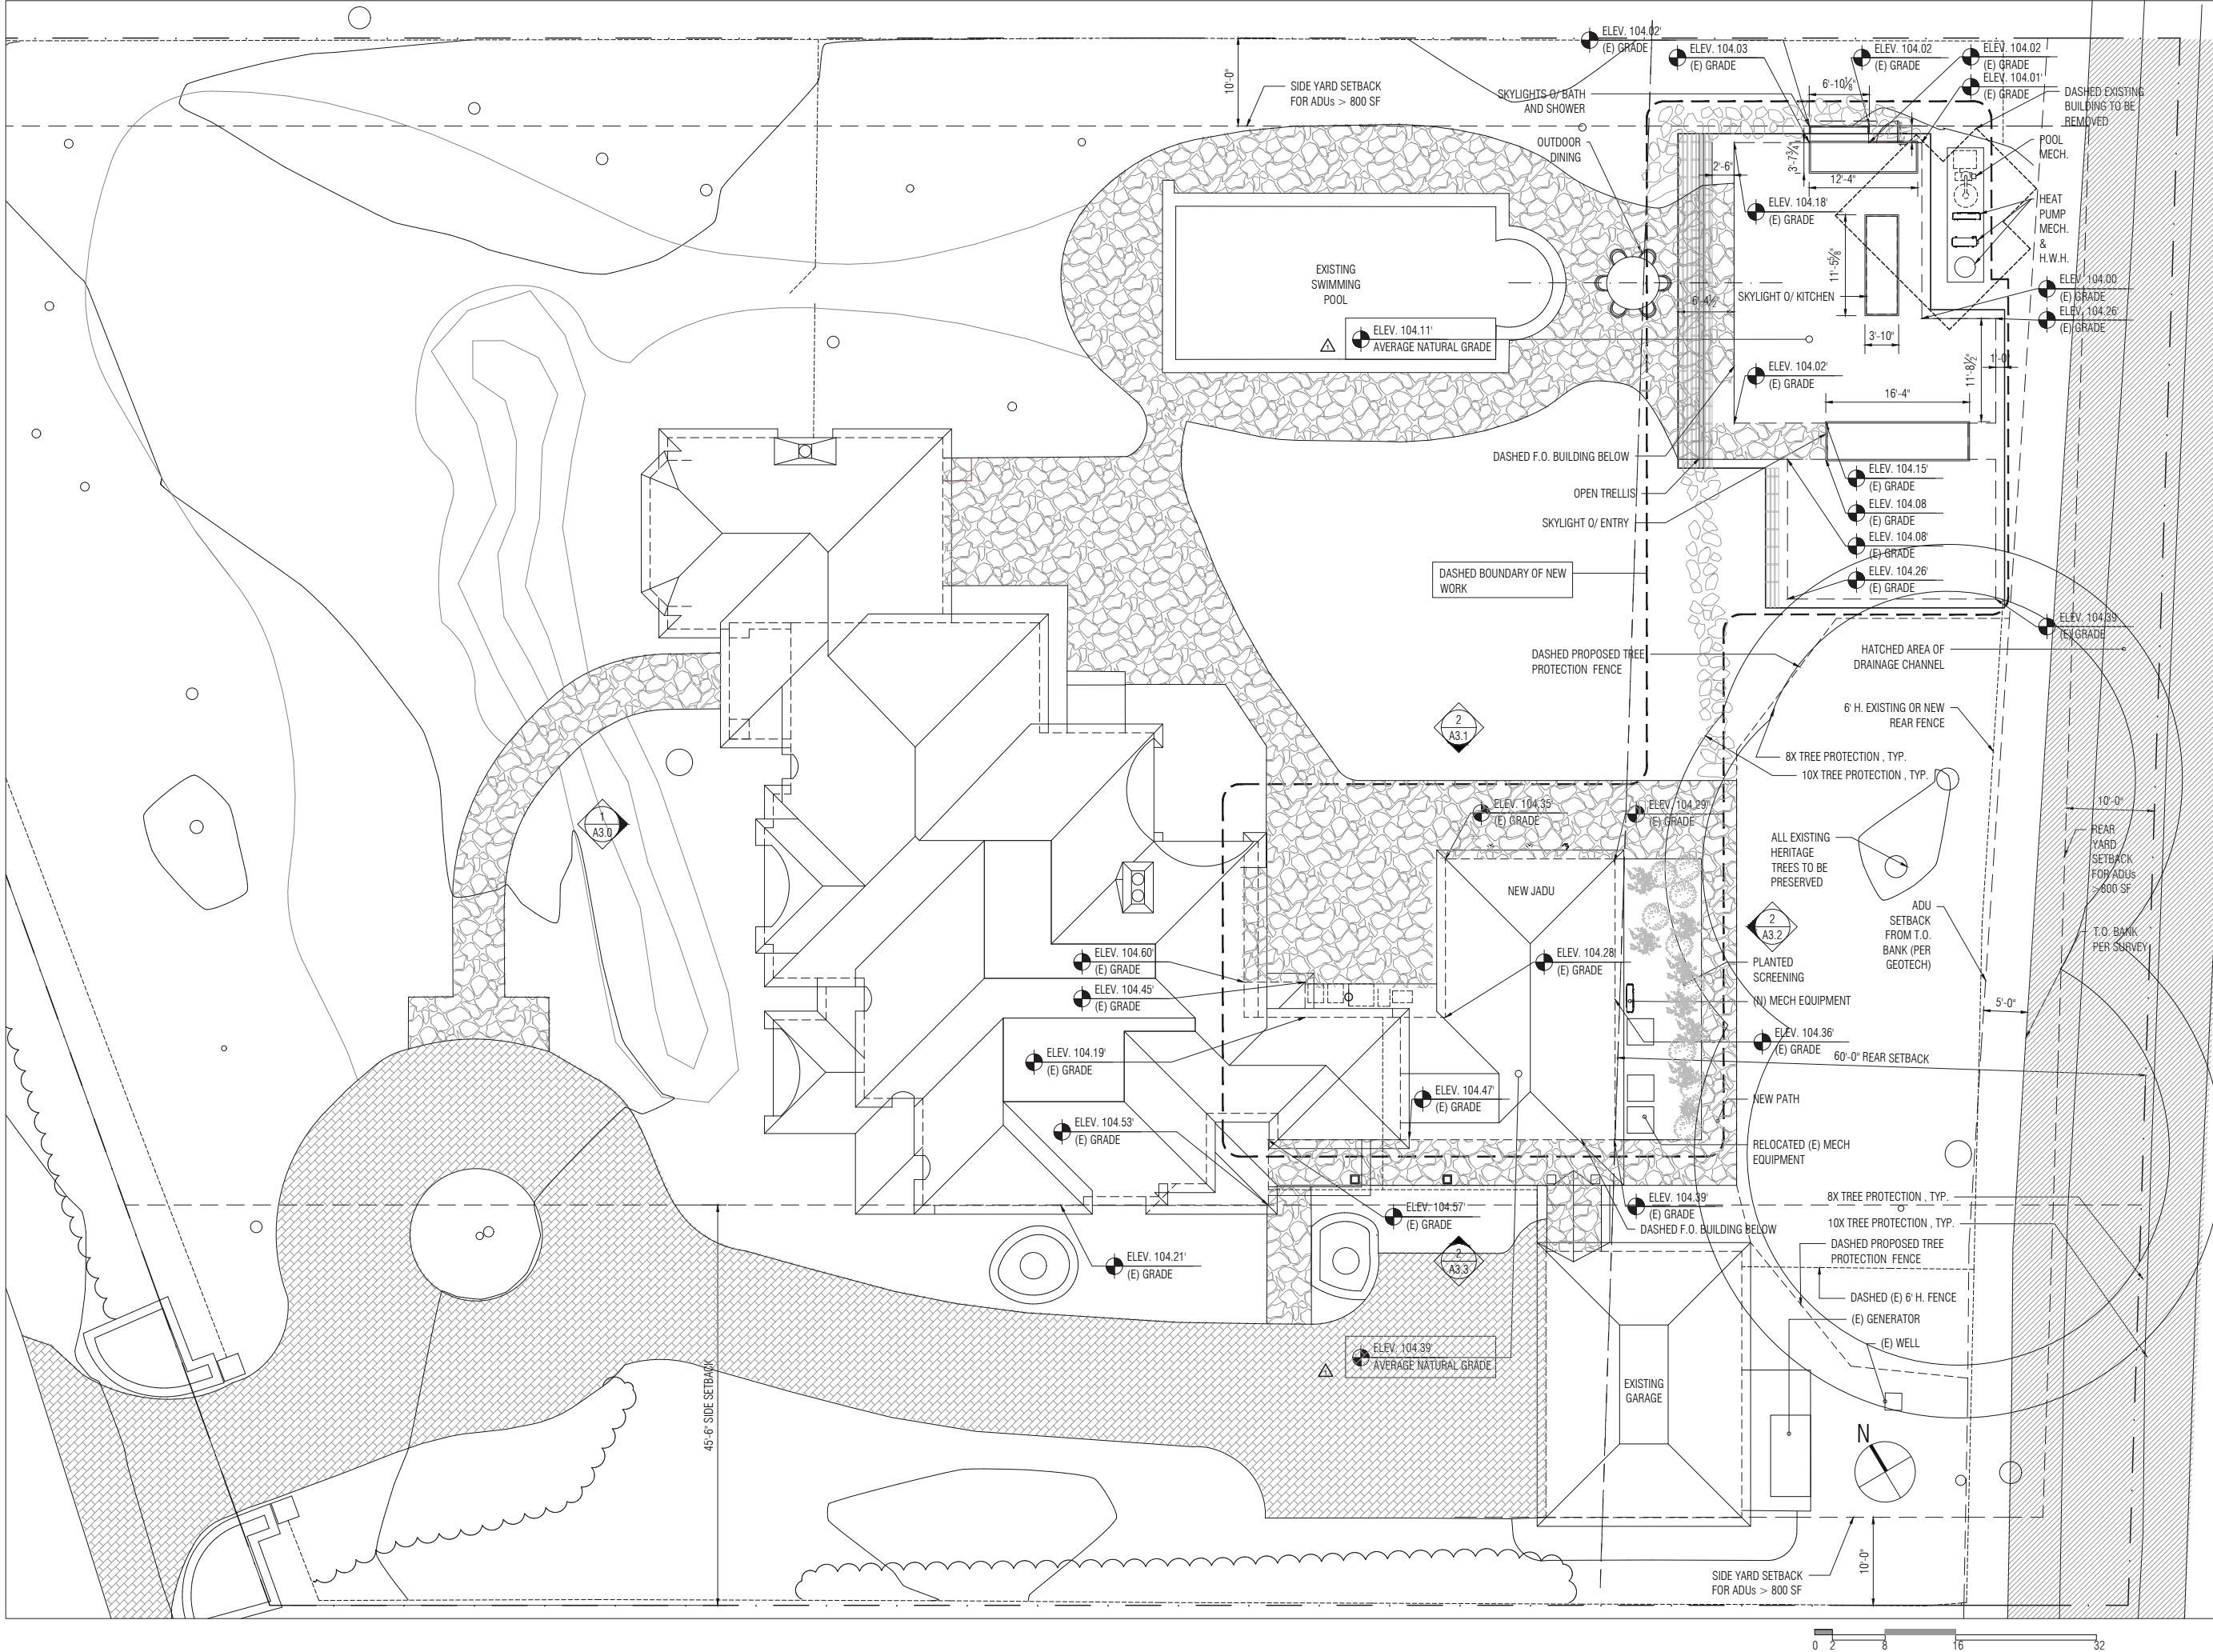 ELEV. 104.02'
(E) GRADE
ELEV. 104.03
(E) GRADE
ELEV. 104.02
(E) GRADE
ELEV. 104.02
(E) GRADE
ELEV. 104.01'
(E) GRADE
6'-10⅛"
10'-0"
SIDE YARD SETBACK
FOR ADUs > 800 SF
SKYLIGHTS O/ BATH
AND SHOWER
DASHED EXISTING
BUILDING TO BE
REMOVED
OUTDOOR
DINING
POOL
MECH.
2'-6"
3'-7¾"
12'-4"
ELEV. 104.18'
(E) GRADE
HEAT
PUMP
MECH.
&
H.W.H.
11'-5⅝"
EXISTING
SWIMMING
POOL
6'-4½"
SKYLIGHT O/ KITCHEN
ELEV. 104.00
(E) GRADE
ELEV. 104.26'
(E) GRADE
ELEV. 104.11'
AVERAGE NATURAL GRADE
1
3'-10"
11'-8½"
1'-0"
ELEV. 104.02'
(E) GRADE
16'-4"
DASHED F.O. BUILDING BELOW
OPEN TRELLIS
SKYLIGHT O/ ENTRY
ELEV. 104.15'
(E) GRADE
ELEV. 104.08
(E) GRADE
ELEV. 104.08'
(E) GRADE
ELEV. 104.26'
(E) GRADE
DASHED BOUNDARY OF NEW
WORK
ELEV. 104.39'
(E) GRADE
DASHED PROPOSED TREE
PROTECTION FENCE
HATCHED AREA OF
DRAINAGE CHANNEL
6' H. EXISTING OR NEW
REAR FENCE
2
A3.1
8X TREE PROTECTION , TYP.
10X TREE PROTECTION , TYP.
1
A3.0
ELEV. 104.35'
(E) GRADE
ELEV. 104.29'
(E) GRADE
10'-0"
REAR
YARD
SETBACK
FOR ADUs
>800 SF
ALL EXISTING
HERITAGE
TREES TO BE
PRESERVED
NEW JADU
2
A3.2
ADU
SETBACK
FROM T.O.
BANK (PER
GEOTECH)
T.O. BANK
PER SURVEY
ELEV. 104.60'
(E) GRADE
ELEV. 104.28'
(E) GRADE
PLANTED
SCREENING
ELEV. 104.45'
(E) GRADE
(N) MECH EQUIPMENT
5'-0"
ELEV. 104.36'
(E) GRADE
ELEV. 104.19'
(E) GRADE
60'-0" REAR SETBACK
ELEV. 104.47'
(E) GRADE
NEW PATH
ELEV. 104.53'
(E) GRADE
RELOCATED (E) MECH
EQUIPMENT
ELEV. 104.57'
(E) GRADE
ELEV. 104.39'
(E) GRADE
DASHED F.O. BUILDING BELOW
8X TREE PROTECTION , TYP.
10X TREE PROTECTION , TYP.
ELEV. 104.21'
(E) GRADE
2
A3.3
DASHED PROPOSED TREE
PROTECTION FENCE
DASHED (E) 6' H. FENCE
(E) GENERATOR
(E) WELL
ELEV. 104.39'
AVERAGE NATURAL GRADE
1
EXISTING
GARAGE
45'-6" SIDE SETBACK
N
SIDE YARD SETBACK
FOR ADUs > 800 SF
10'-0"
0 2 8 16 32